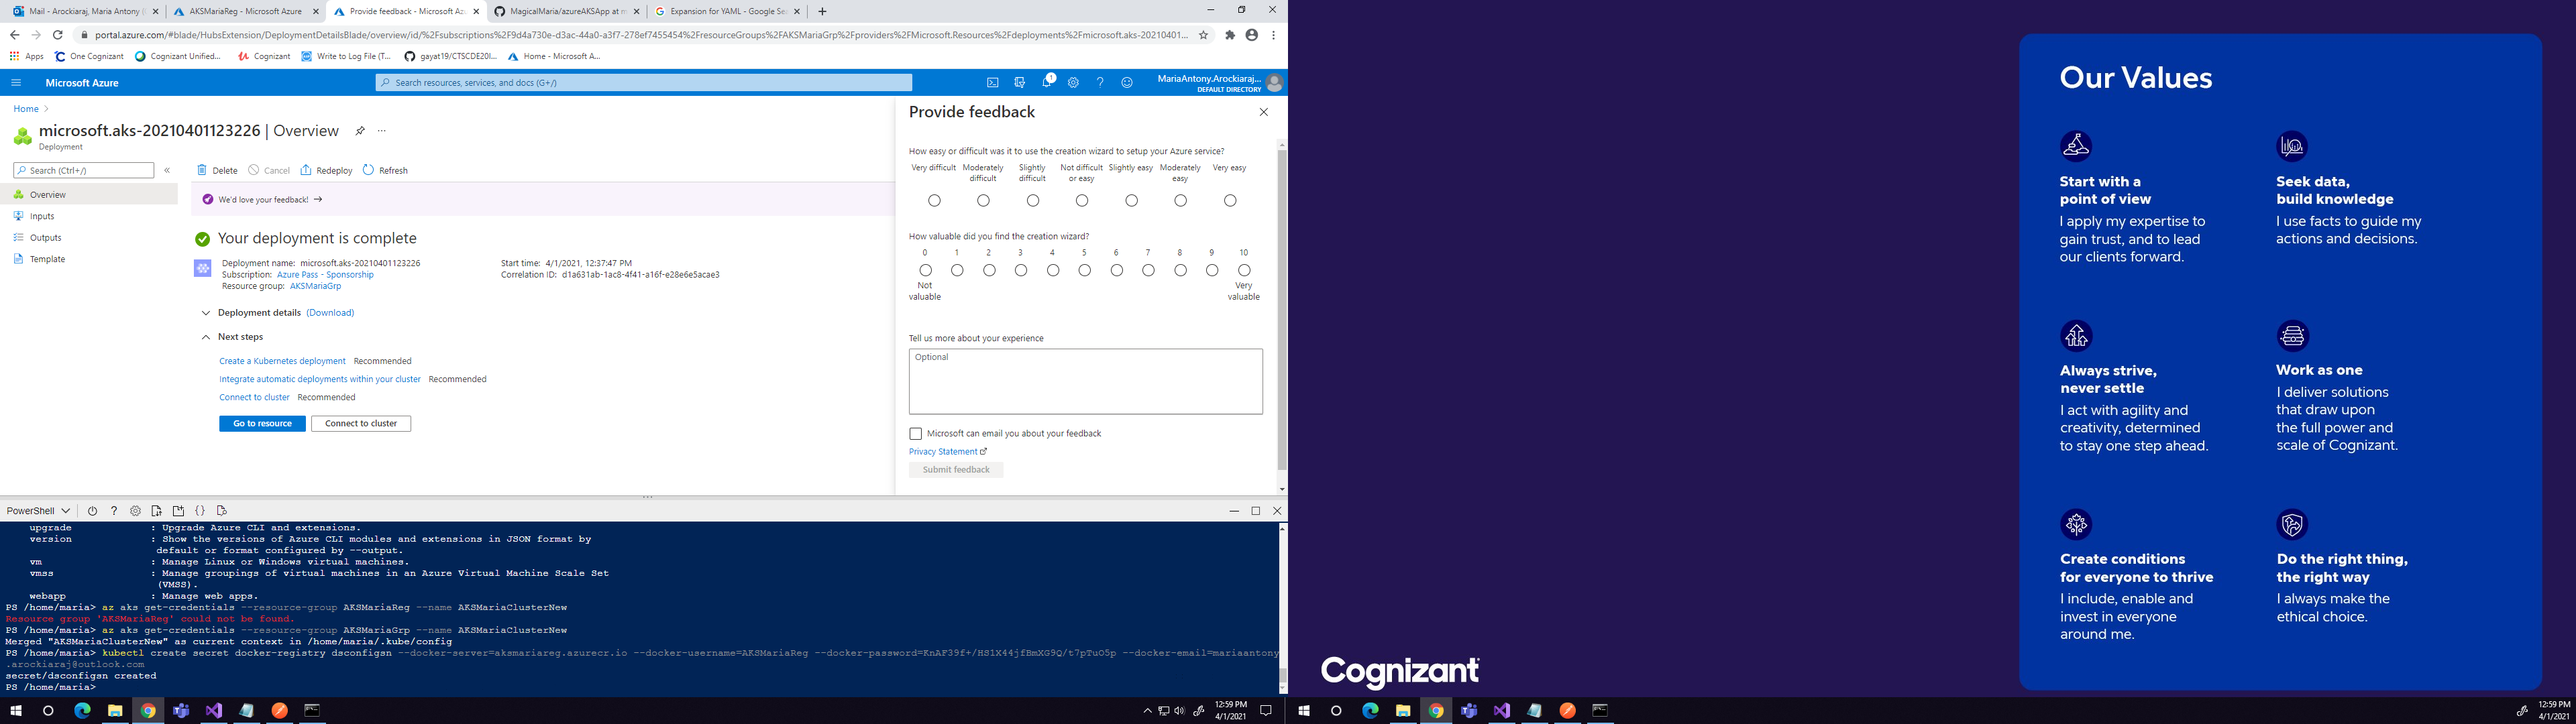 Mail - Arockiaraj, Maria Antony (
AKSMariaReg - Microsoft Azure
Provide feedback - Microsoft Az
MagicalMaria/azureAKSApp at m
Expansion for YAML - Google Se
portal.azure.com/#blade/HubsExtension/DeploymentDetailsBlade/overview/id/%2Fsubscriptions%2F9d4a730e-d3ac-44a0-a3f7-278ef7455454%2FresourceGroups%2FAKSMariaGrp%2Fproviders%2FMicrosoft.Resources%2Fdeployments%2Fmicrosoft.aks-20210401...
Apps One Cognizant Cognizant Unified... Cognizant Write to Log File (T... gayat19/CTSCDE20I... Home - Microsoft A...
Microsoft Azure
Search resources, services, and docs (G+/)
1
MariaAntony.Arockiaraj...
DEFAULT DIRECTORY
Home
microsoft.aks-20210401123226 | Overview
Deployment
Search (Ctrl+/)
Overview
Inputs
Outputs
Template
Delete Cancel Redeploy Refresh
We'd love your feedback!
Your deployment is complete
Deployment name: microsoft.aks-20210401123226
Subscription: Azure Pass - Sponsorship
Resource group: AKSMariaGrp
Start time: 4/1/2021, 12:37:47 PM
Correlation ID: d1a631ab-1ac8-4f41-a16f-e28e6e5acae3
Deployment details (Download)
Next steps
Create a Kubernetes deployment Recommended
Integrate automatic deployments within your cluster Recommended
Connect to cluster Recommended
Go to resource Connect to cluster
Provide feedback
How easy or difficult was it to use the creation wizard to setup your Azure service?
Very difficult Moderately difficult Slightly difficult Not difficult or easy Slightly easy Moderately easy Very easy
How valuable did you find the creation wizard?
0 1 2 3 4 5 6 7 8 9 10
Not valuable Very valuable
Tell us more about your experience
Optional
Microsoft can email you about your feedback
Privacy Statement
Submit feedback
PowerShell
upgrade : Upgrade Azure CLI and extensions.
version : Show the versions of Azure CLI modules and extensions in JSON format by
default or format configured by --output.
vm : Manage Linux or Windows virtual machines.
vmss : Manage groupings of virtual machines in an Azure Virtual Machine Scale Set
(VMSS).
webapp : Manage web apps.
PS /home/maria> az aks get-credentials --resource-group AKSMariaReg --name AKSMariaClusterNew
Resource group 'AKSMariaReg' could not be found.
PS /home/maria> az aks get-credentials --resource-group AKSMariaGrp --name AKSMariaClusterNew
Merged "AKSMariaClusterNew" as current context in /home/maria/.kube/config
PS /home/maria> kubectl create secret docker-registry dsconfigsn --docker-server=aksmariareg.azurecr.io --docker-username=AKSMariaReg --docker-password=KnAF39f+/HS1X44jfBmXG9Q/t7pTuO5p --docker-email=mariaantony
.arockiaraj@outlook.com
secret/dsconfigsn created
PS /home/maria>
12:59 PM
4/1/2021
Our Values
Start with a
point of view
I apply my expertise to
gain trust, and to lead
our clients forward.
Seek data,
build knowledge
I use facts to guide my
actions and decisions.
Always strive,
never settle
I act with agility and
creativity, determined
to stay one step ahead.
Work as one
I deliver solutions
that draw upon
the full power and
scale of Cognizant.
Create conditions
for everyone to thrive
I include, enable and
invest in everyone
around me.
Do the right thing,
the right way
I always make the
ethical choice.
Cognizant
12:59 PM
4/1/2021